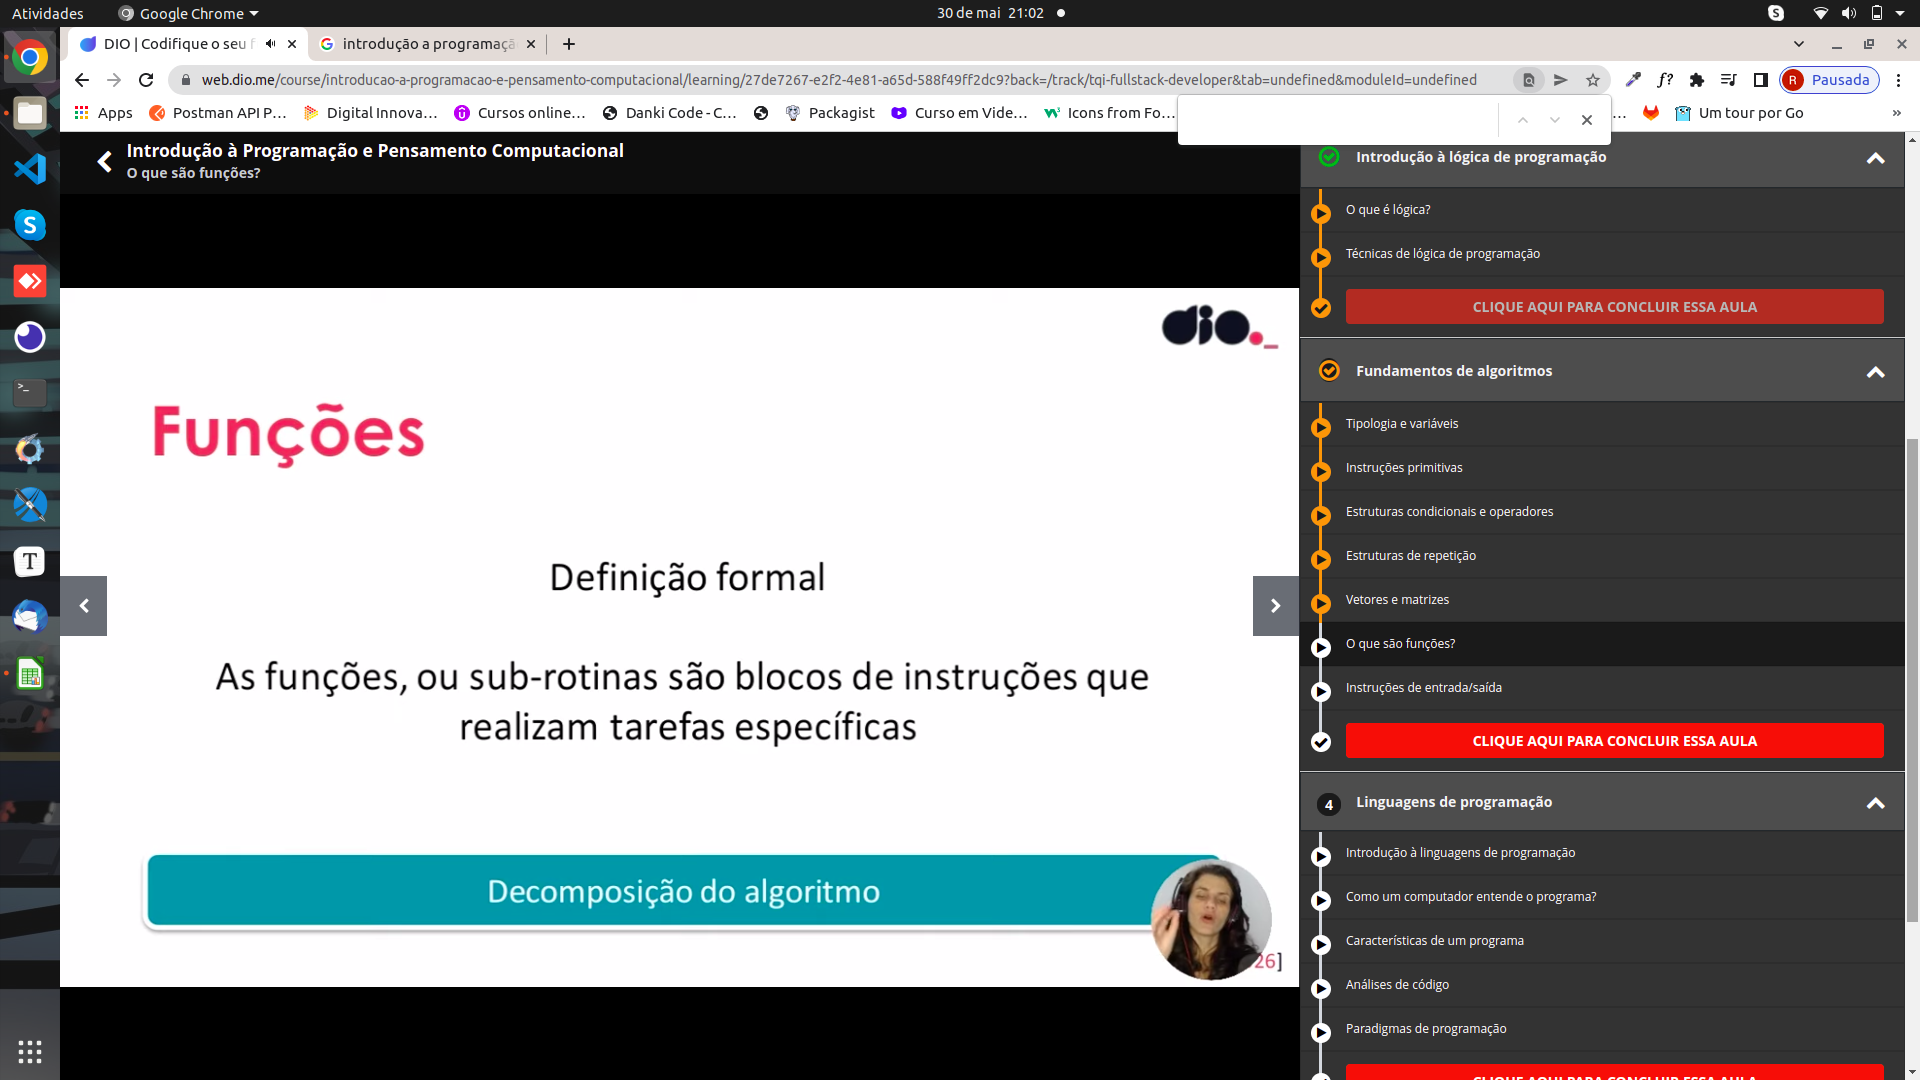 Atividades
Google Chrome
30 de mai 21:02
DIO | Codifique o seu f
introdução a programaçã
web.dio.me/course/introducao-a-programacao-e-pensamento-computacional/learning/27de7267-e2f2-4e81-a65d-588f49ff2dc9?back=/track/tqi-fullstack-developer&tab=undefined&moduleId=undefined
f?
R
Pausada
Apps
Postman API P…
Digital Innova…
Cursos online…
Danki Code - C…
Packagist
Curso em Vide…
Icons from Fo…
Um tour por Go
»
Introdução à Programação e Pensamento Computacional
O que são funções?
dio._
Funções
Definição formal
As funções, ou sub-rotinas são blocos de instruções que
realizam tarefas específicas
Decomposição do algoritmo
26]
Introdução à lógica de programação
O que é lógica?
Técnicas de lógica de programação
CLIQUE AQUI PARA CONCLUIR ESSA AULA
Fundamentos de algoritmos
Tipologia e variáveis
Instruções primitivas
Estruturas condicionais e operadores
Estruturas de repetição
Vetores e matrizes
O que são funções?
Instruções de entrada/saída
CLIQUE AQUI PARA CONCLUIR ESSA AULA
4
Linguagens de programação
Introdução à linguagens de programação
Como um computador entende o programa?
Características de um programa
Análises de código
Paradigmas de programação
CLIQUE AQUI PARA CONCLUIR ESSA AULA